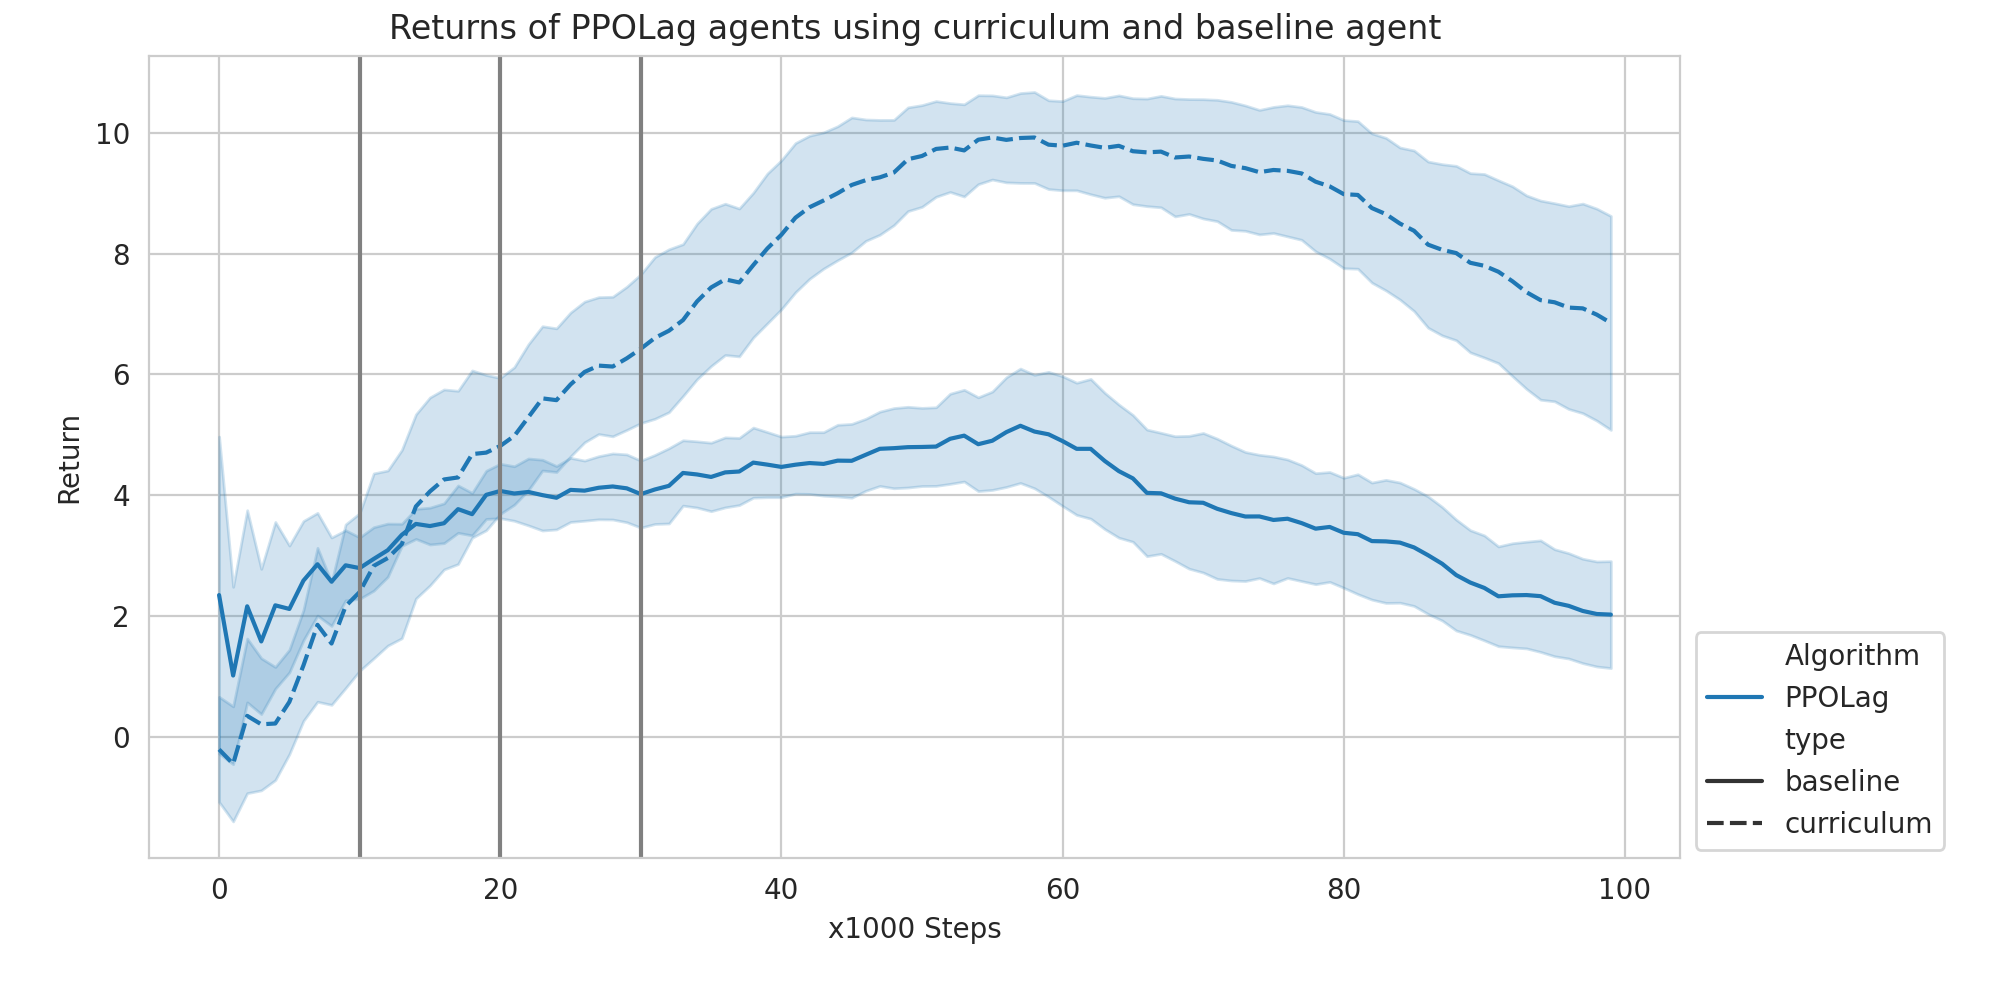 Returns of PPOLag agents using curriculum and baseline agent
10
8
6
4
2
0
Return
0 20 40 60 80 100
x1000 Steps
Algorithm
PPOLag
type
baseline
curriculum